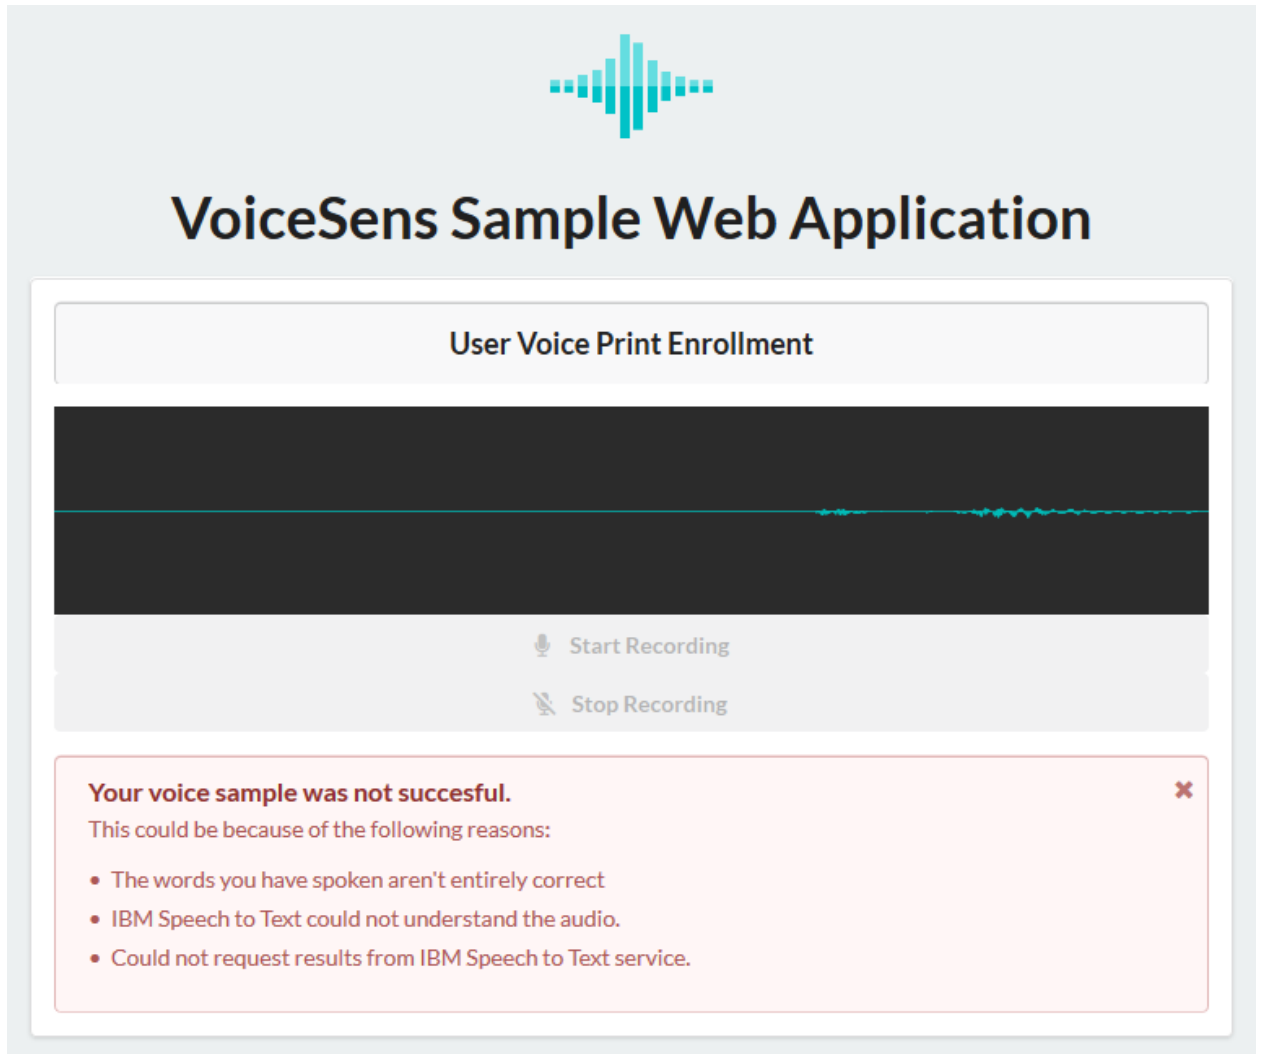 VoiceSens Sample Web Application
User Voice Print Enrollment
Start Recording
Stop Recording
Your voice sample was not succesful.
This could be because of the following reasons:
• The words you have spoken aren't entirely correct
• IBM Speech to Text could not understand the audio.
• Could not request results from IBM Speech to Text service.